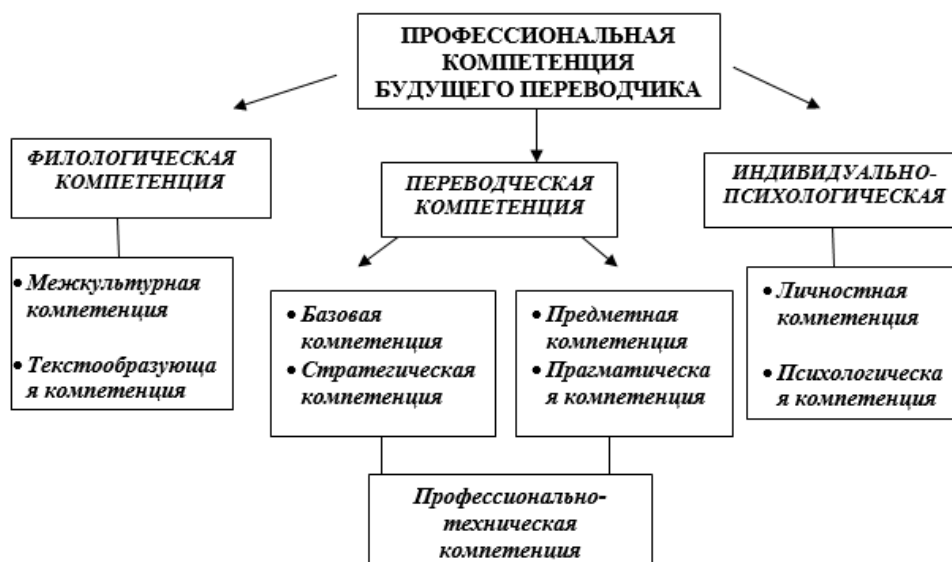 ПРОФЕССИОНАЛЬНАЯ
КОМПЕТЕНЦИЯ
БУДУЩЕГО ПЕРЕВОДЧИКА
ФИЛОЛОГИЧЕСКАЯ
КОМПЕТЕНЦИЯ
ПЕРЕВОДЧЕСКАЯ
КОМПЕТЕНЦИЯ
ИНДИВИДУАЛЬНО-
ПСИХОЛОГИЧЕСКАЯ
• Межкультурная
компетенция
• Текстообразующа
я компетенция
• Базовая
компетенция
• Стратегическая
компетенция
• Предметная
компетенция
• Прагматическа
я компетенция
• Личностная
компетенция
• Психологическа
я компетенция
Профессионально-
техническая
компетенция